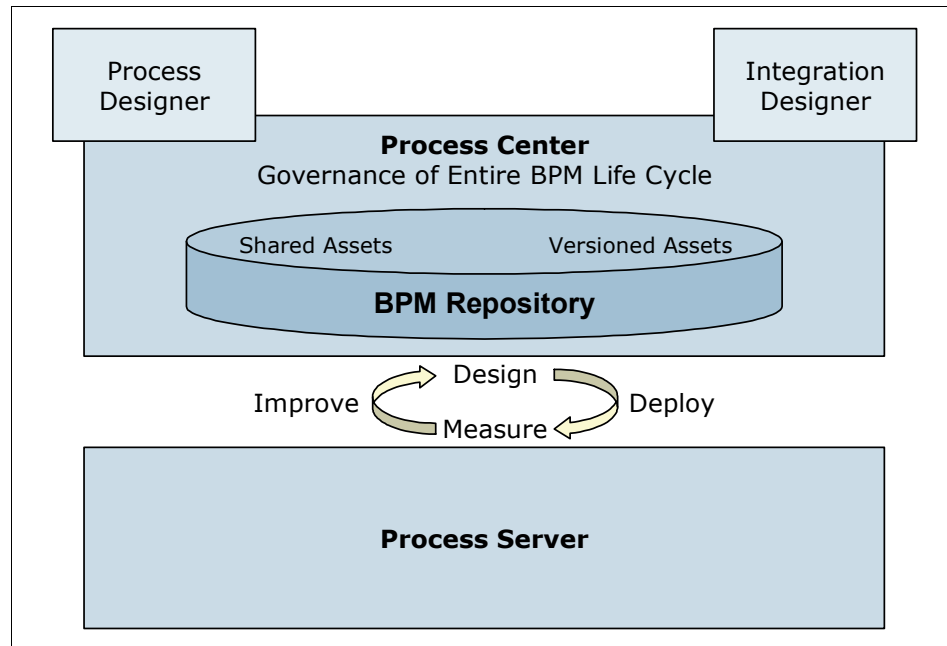 Process
Designer
Integration
Designer
Process Center
Governance of Entire BPM Life Cycle
Shared Assets
Versioned Assets
BPM Repository
Design
Improve
Deploy
Measure
Process Server